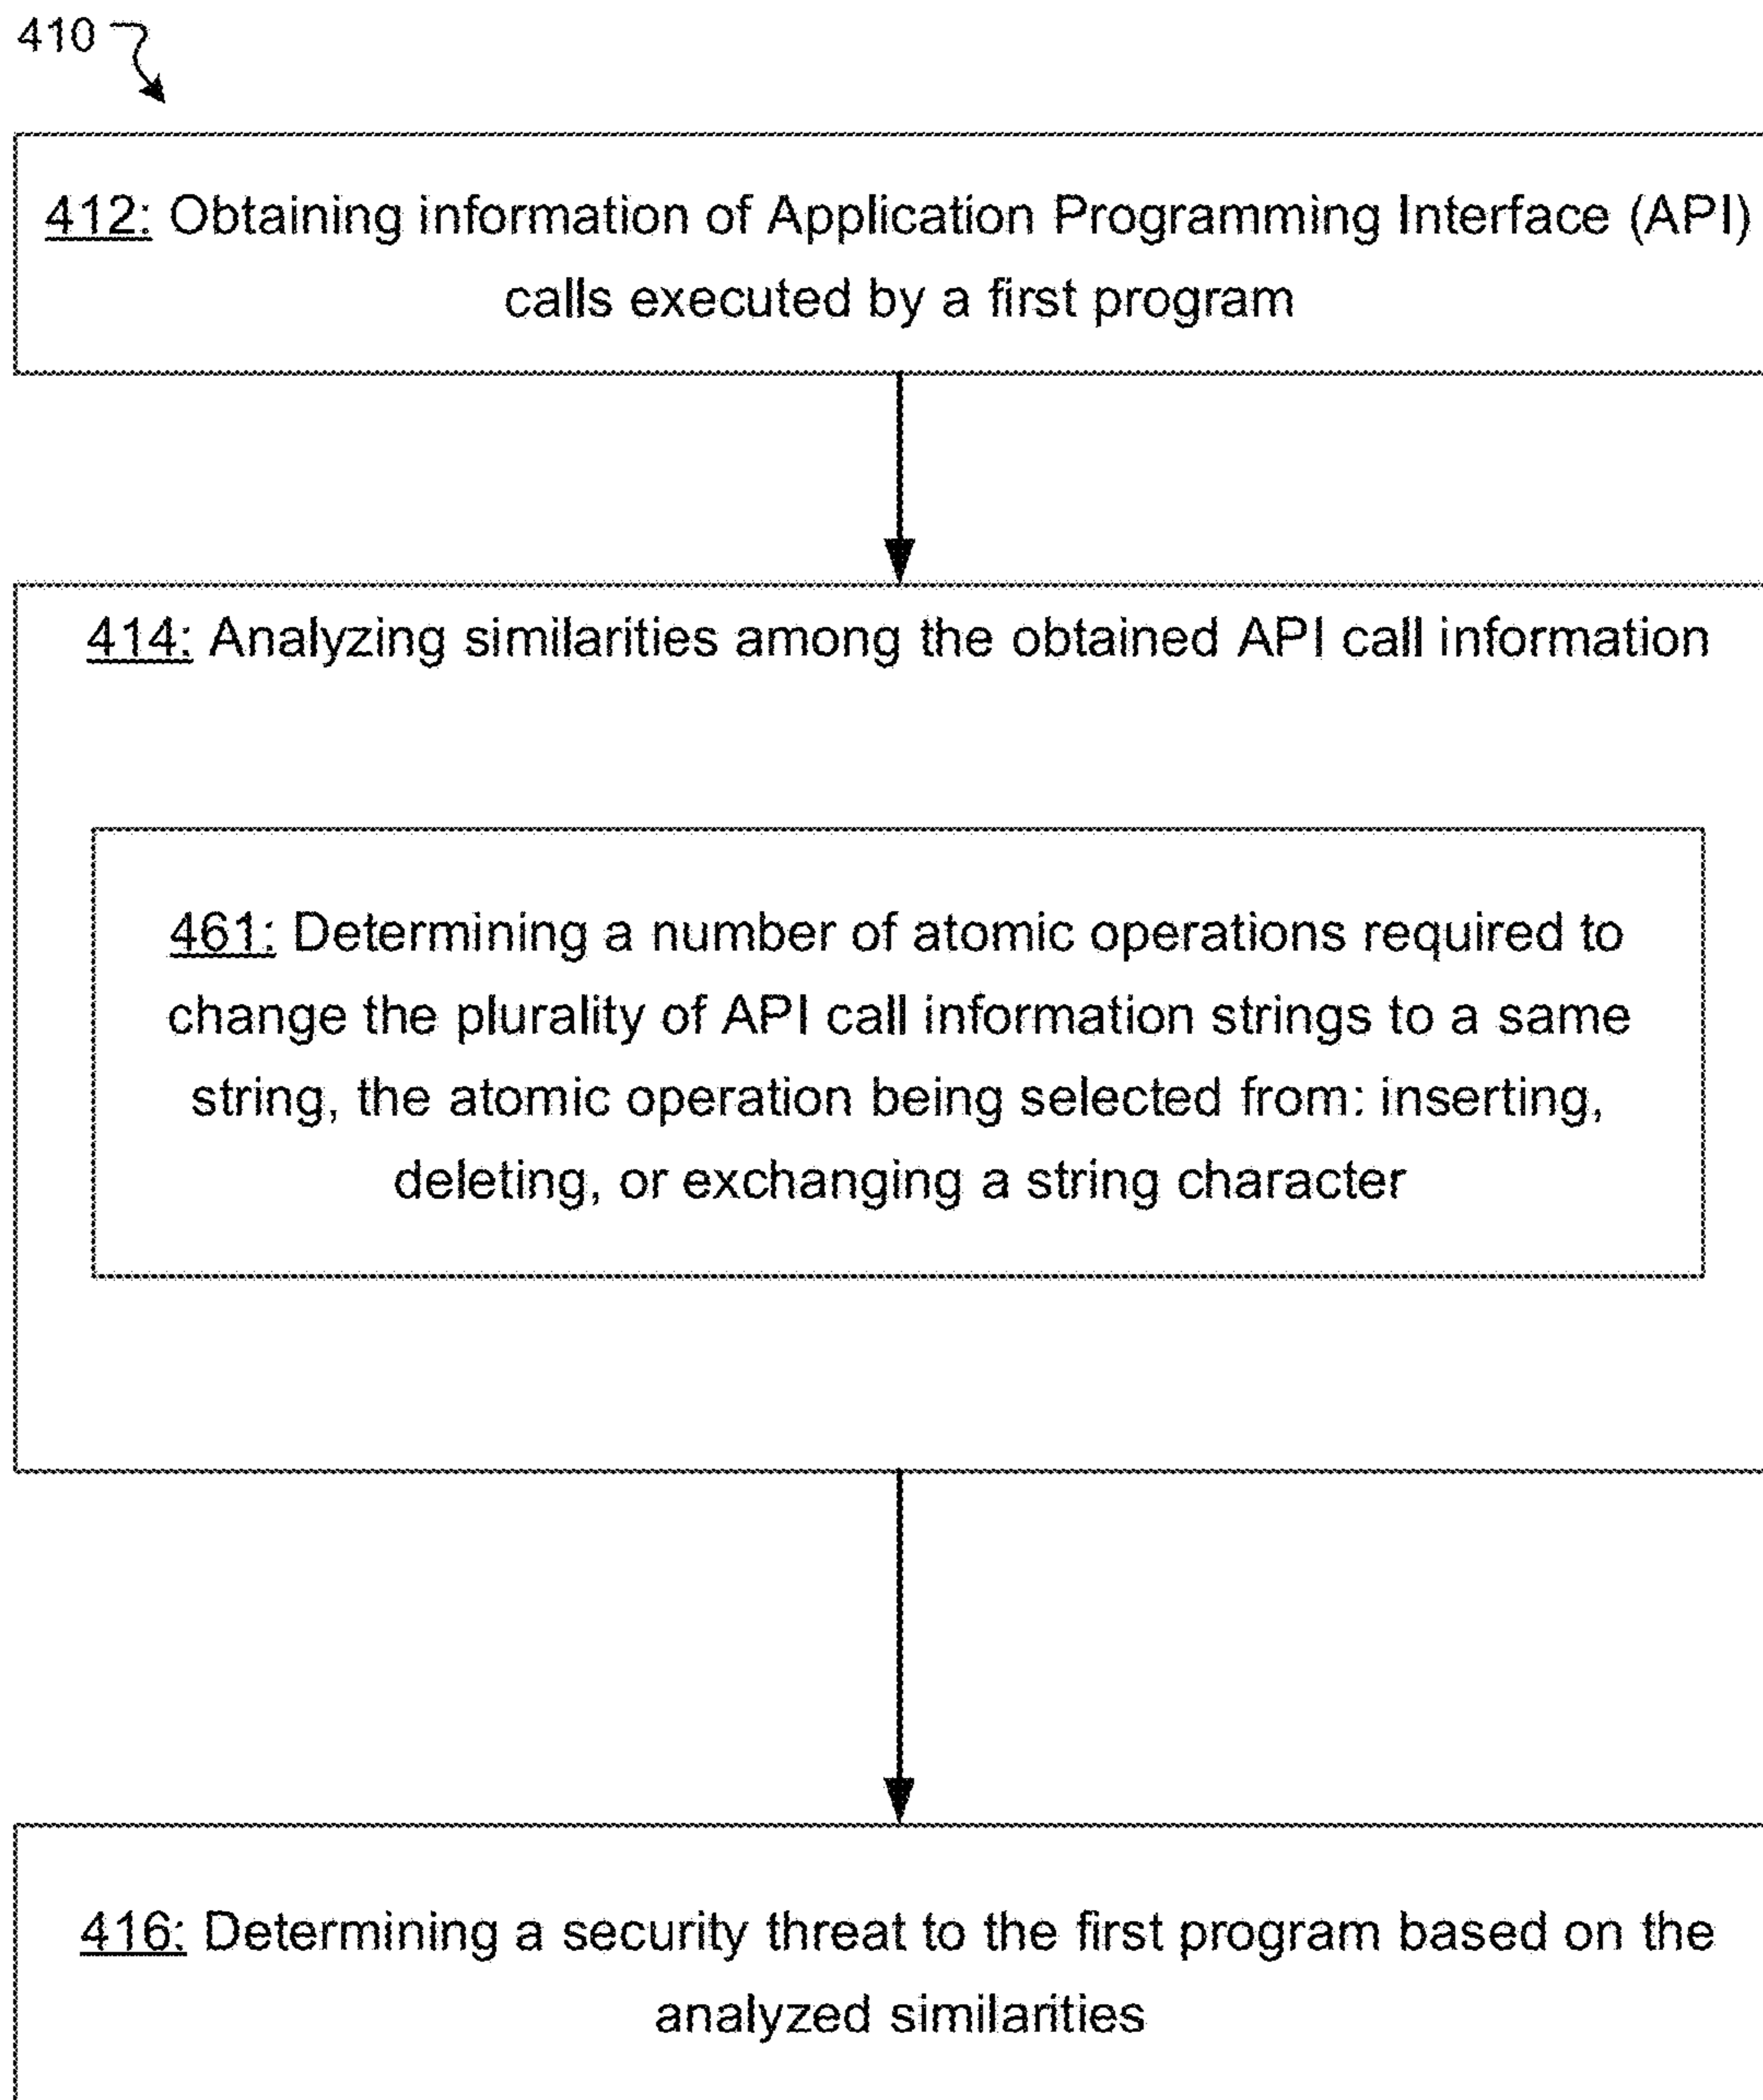 410
412: Obtaining information of Application Programming Interface (API)
calls executed by a first program
414: Analyzing similarities among the obtained API call information
461: Determining a number of atomic operations required to
change the plurality of API call information strings to a same
string, the atomic operation being selected from: inserting,
deleting, or exchanging a string character
416: Determining a security threat to the first program based on the
analyzed similarities